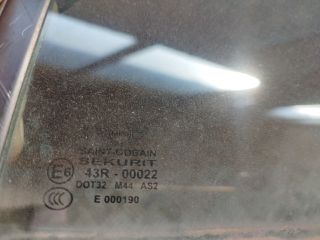 SAINT-GOBAIN
SEKURIT
E6 43R - 00022
DOT32 M44 AS2
E 000190